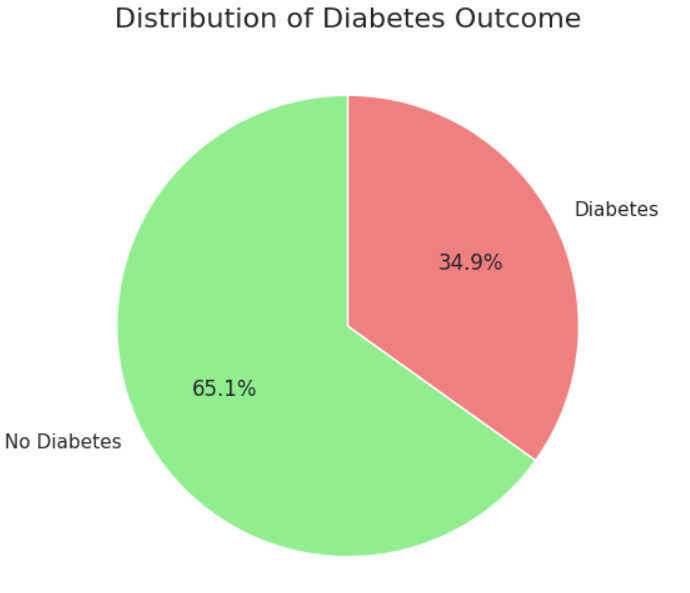 Distribution of Diabetes Outcome
Diabetes
34.9%
65.1%
No Diabetes